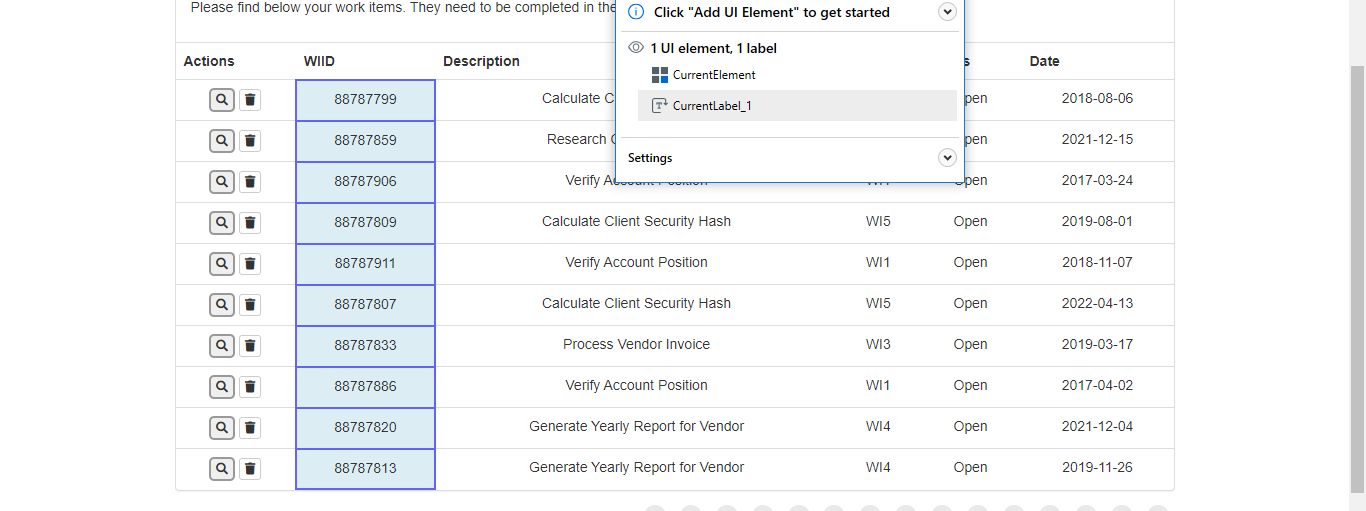 Please find below your work items. They need to be completed in the
Click "Add UI Element" to get started
1 UI element, 1 label
CurrentElement
CurrentLabel_1
Settings
Actions WIID Description Date
88787799 Calculate 2018-08-06
88787859 Research 2021-12-15
88787906 Verify Account Position WI1 Open 2017-03-24
88787809 Calculate Client Security Hash WI5 Open 2019-08-01
88787911 Verify Account Position WI1 Open 2018-11-07
88787807 Calculate Client Security Hash WI5 Open 2022-04-13
88787833 Process Vendor Invoice WI3 Open 2019-03-17
88787886 Verify Account Position WI1 Open 2017-04-02
88787820 Generate Yearly Report for Vendor WI4 Open 2021-12-04
88787813 Generate Yearly Report for Vendor WI4 Open 2019-11-26